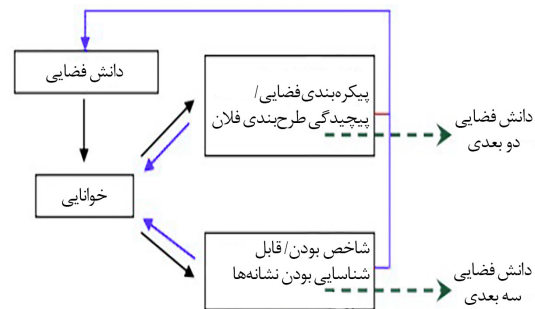 دانش فضایی
پیکره‌بندی‌فضایی/
پیچیدگی طرح‌بندی فلان
دانش فضایی
دو بعدی
خوانایی
شاخص بودن/ قابل
شناسایی بودن نشانه‌ها
دانش فضایی
سه بعدی